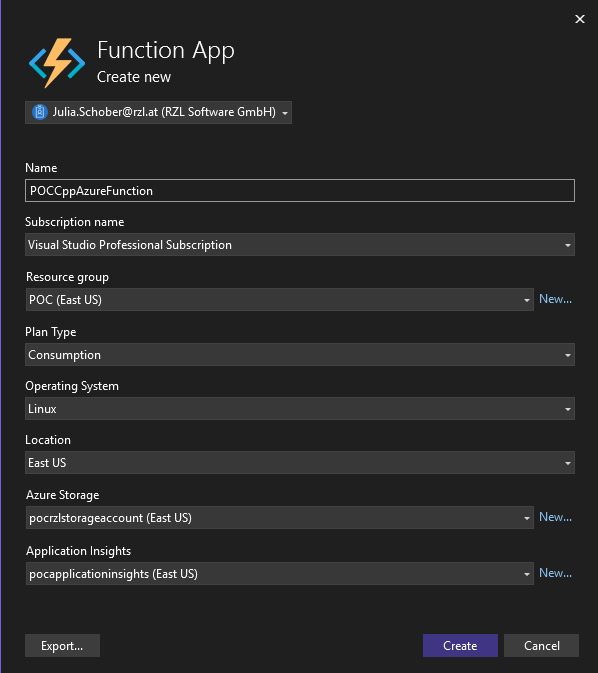 Function App
Create new
Julia.Schober@rzl.at (RZL Software GmbH)
Name
POCCppAzureFunction
Subscription name
Visual Studio Professional Subscription
Resource group
POC (East US)
New...
Plan Type
Consumption
Operating System
Linux
Location
East US
Azure Storage
pocrzlstorageaccount (East US)
New...
Application Insights
pocapplicationinsights (East US)
New...
Export...
Create
Cancel